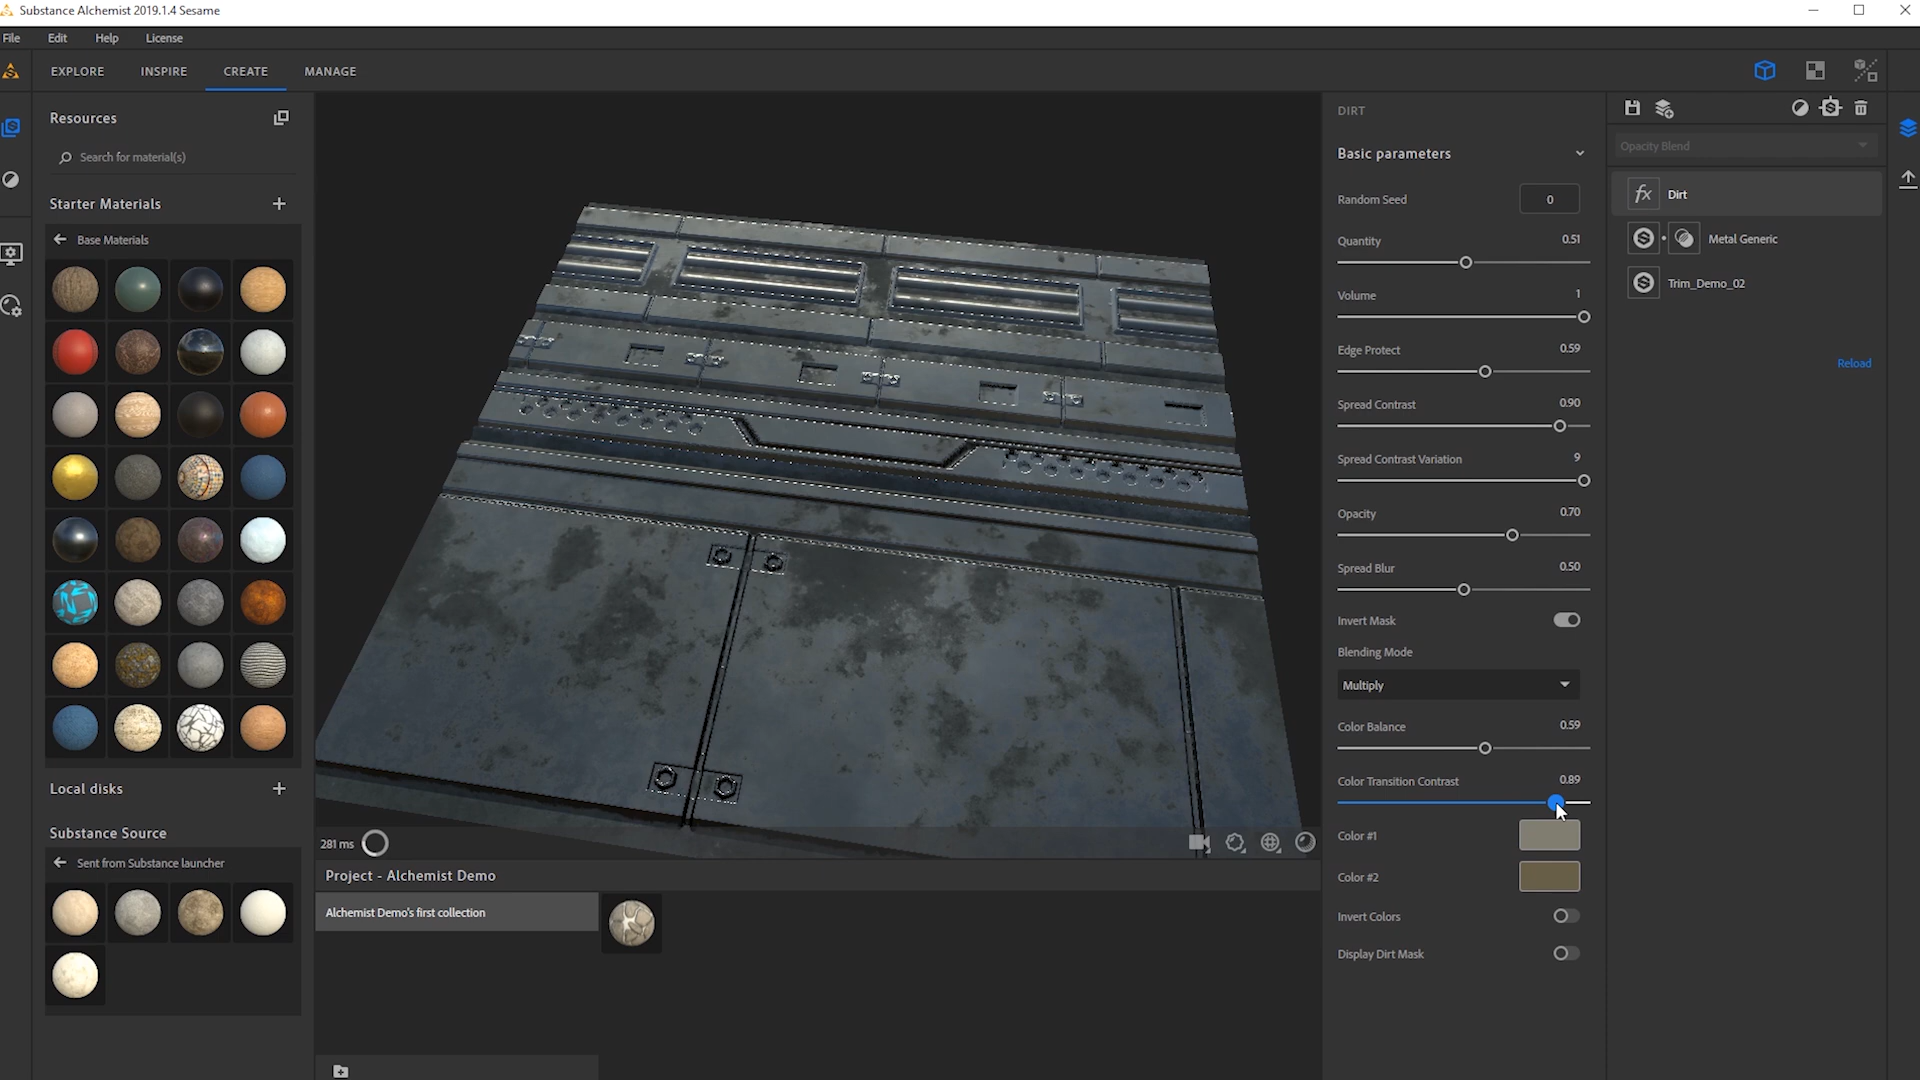 Substance Alchemist 2019.1.4 Sesame
File Edit Help License
EXPLORE INSPIRE CREATE MANAGE
Resources
Search for material(s)
Starter Materials
Base Materials
Local disks
Substance Source
Sent from Substance launcher
281 ms
Project - Alchemist Demo
Alchemist Demo's first collection
DIRT
Basic parameters
Random Seed 0
Quantity 0.51
Volume 1
Edge Protect 0.59
Spread Contrast 0.90
Spread Contrast Variation 9
Opacity 0.70
Spread Blur 0.50
Invert Mask
Blending Mode
Multiply
Color Balance 0.59
Color Transition Contrast 0.89
Color #1
Color #2
Invert Colors
Display Dirt Mask
Opacity Blend
fx Dirt
Metal Generic
Trim_Demo_02
Reload